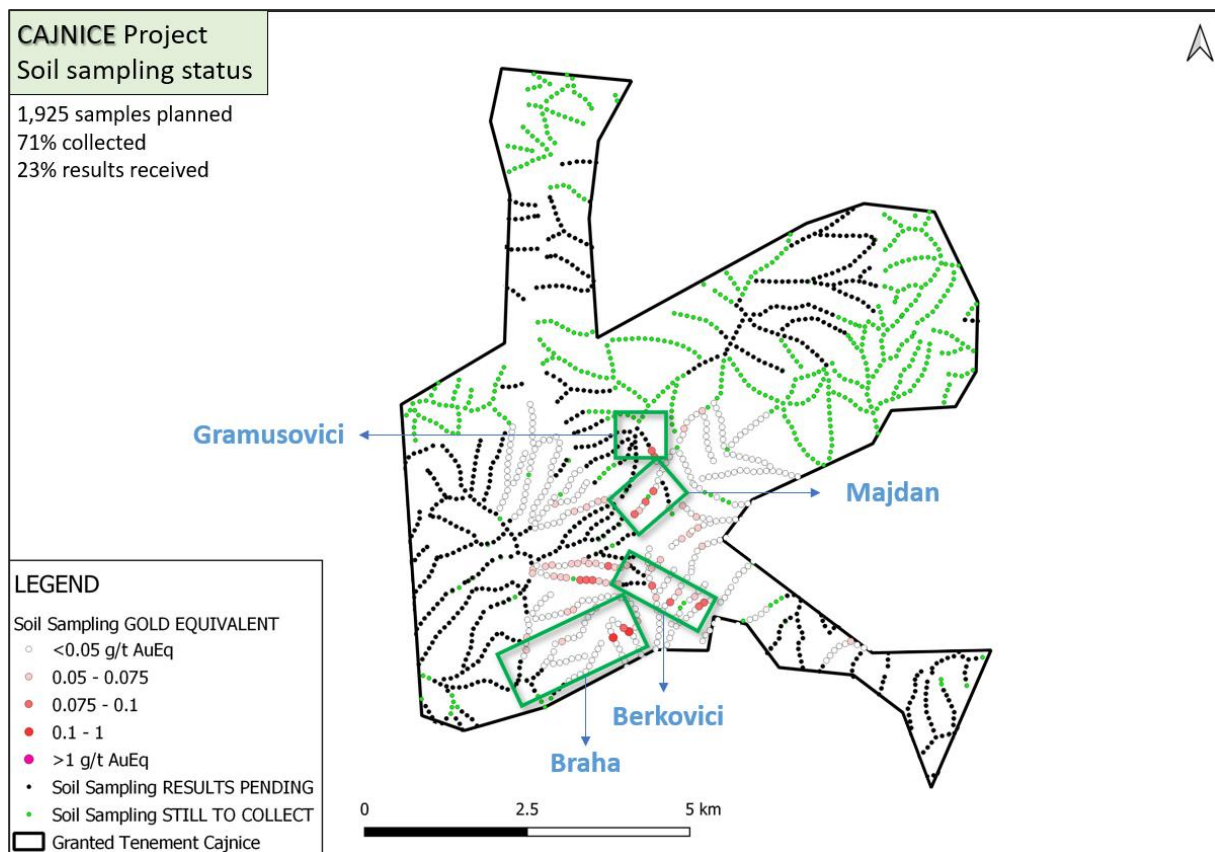 CAJNICE Project
Soil sampling status
1,925 samples planned
71% collected
23% results received
Gramusovici
Majdan
Berkovici
Braha
LEGEND
Soil Sampling GOLD EQUIVALENT
<0.05 g/t AuEq
0.05 - 0.075
0.075 - 0.1
0.1 - 1
>1 g/t AuEq
Soil Sampling RESULTS PENDING
Soil Sampling STILL TO COLLECT
Granted Tenement Cajnice
0 2.5 5 km